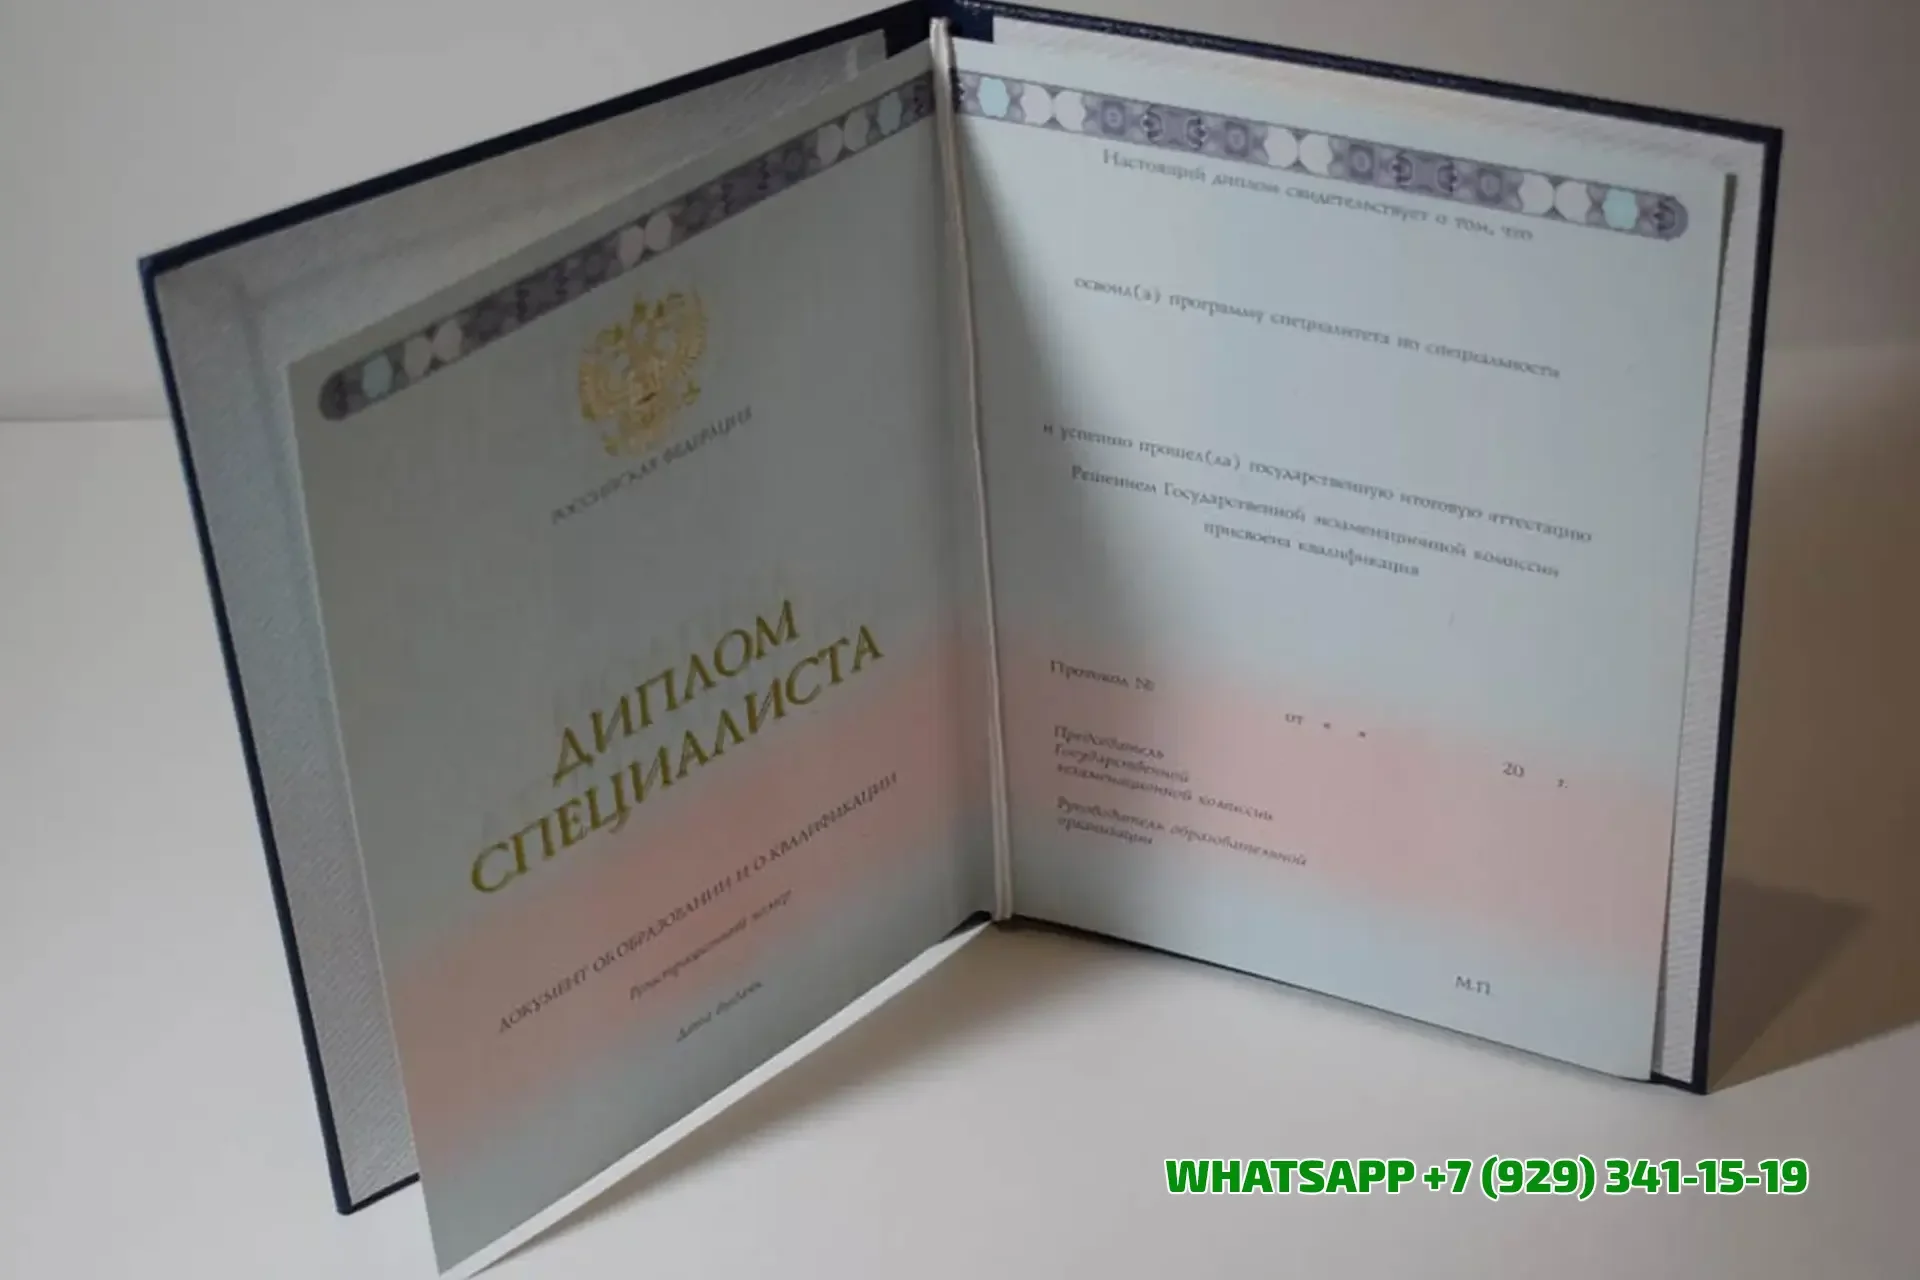 РОССИЙСКАЯ ФЕДЕРАЦИЯ
ДИПЛОМ
СПЕЦИАЛИСТА
ДОКУМЕНТ ОБ ОБРАЗОВАНИИ И О КВАЛИФИКАЦИИ
Регистрационный номер
Дата выдачи
Настоящий диплом свидетельствует о том, что
освоил(а) программу специалитета по специальности
и успешно прошел(ла) государственную итоговую аттестацию
Решением Государственной экзаменационной комиссии
присвоена квалификация
Протокол №
от « » 20 г.
Председатель
Государственной
экзаменационной комиссии
Руководитель образовательной
организации
М.П.
WHATSAPP +7 (929) 341-15-19